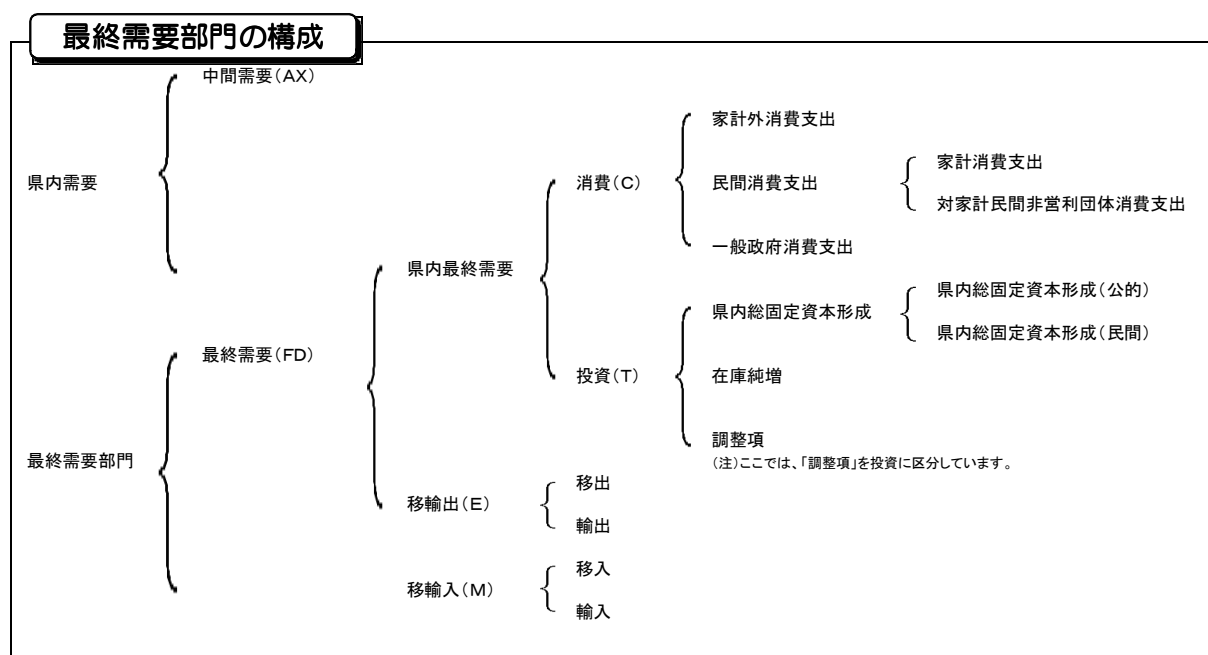 最終需要部門の構成
中間需要(AX)
県内需要
家計外消費支出
消費(C)
民間消費支出
家計消費支出
対家計民間非営利団体消費支出
一般政府消費支出
県内最終需要
県内総固定資本形成
県内総固定資本形成(公的)
県内総固定資本形成(民間)
最終需要(FD)
投資(T)
在庫純増
調整項
(注)ここでは、「調整項」を投資に区分しています。
最終需要部門
移輸出(E)
移出
輸出
移輸入(M)
移入
輸入